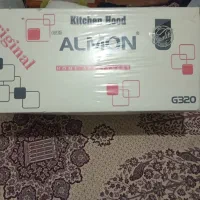 Kitchen Hood
ALMON®
Original
G320